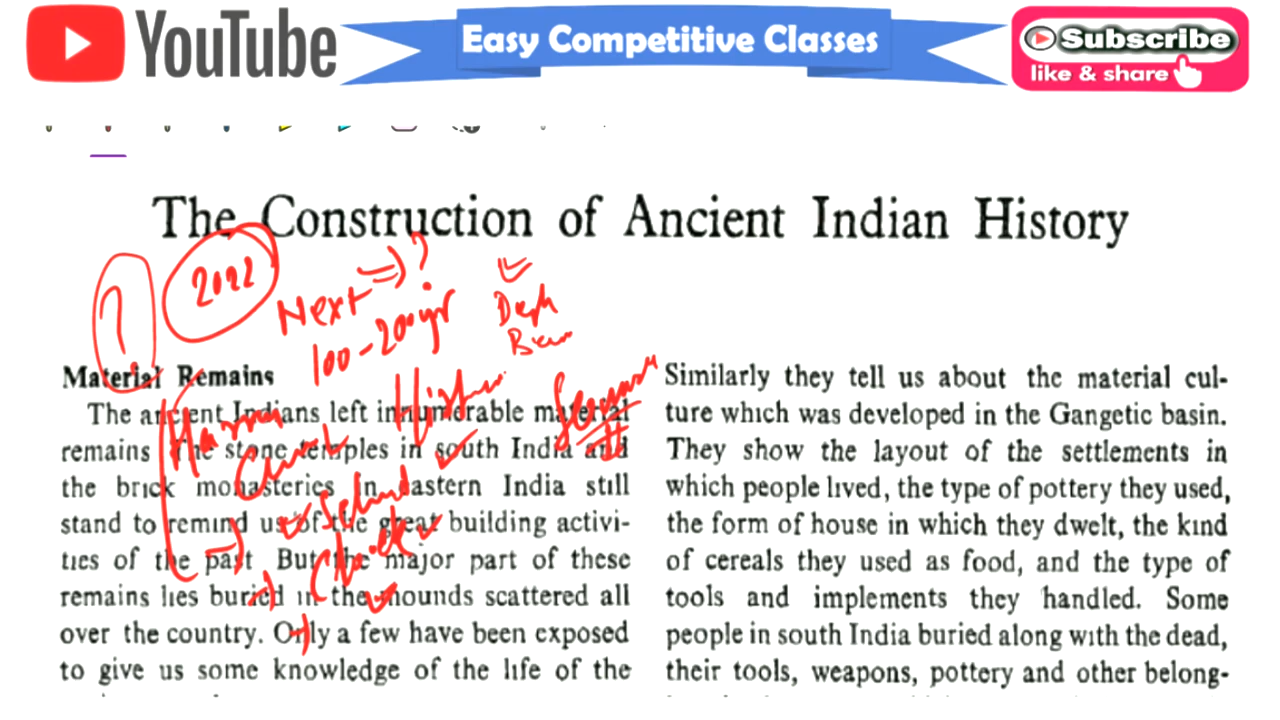 YouTube
Easy Competitive Classes
Subscribe
like & share
The Construction of Ancient Indian History
?
2022
Next => ?
100-200 yr
Material Remains
The ancient Indians left innumerable material
remains The stone temples in south India and
the brick monasteries in eastern India still
stand to remind us of the great building activi-
ties of the past But the major part of these
remains lies buried in the mounds scattered all
over the country. Only a few have been exposed
to give us some knowledge of the life of the
Similarly they tell us about the material cul-
ture which was developed in the Gangetic basin.
They show the layout of the settlements in
which people lived, the type of pottery they used,
the form of house in which they dwelt, the kind
of cereals they used as food, and the type of
tools and implements they handled. Some
people in south India buried along with the dead,
their tools, weapons, pottery and other belong-